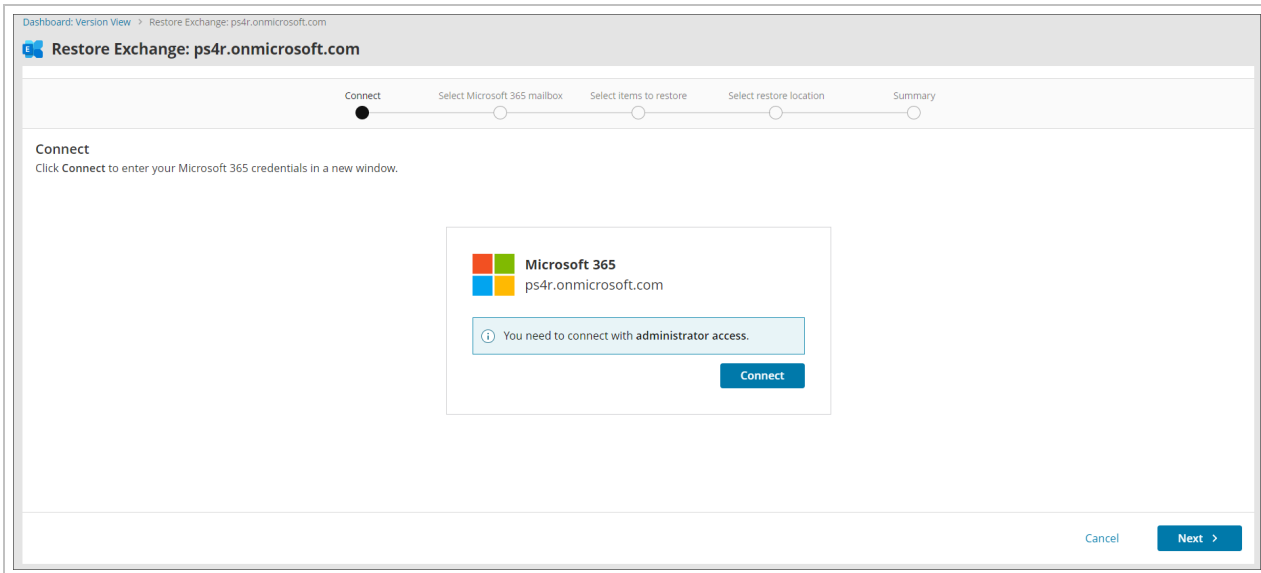 Dashboard: Version View > Restore Exchange: ps4r.onmicrosoft.com
Restore Exchange: ps4r.onmicrosoft.com
Connect Select Microsoft 365 mailbox Select items to restore Select restore location Summary
Connect
Click Connect to enter your Microsoft 365 credentials in a new window.
Microsoft 365
ps4r.onmicrosoft.com
You need to connect with administrator access.
Connect
Cancel Next >